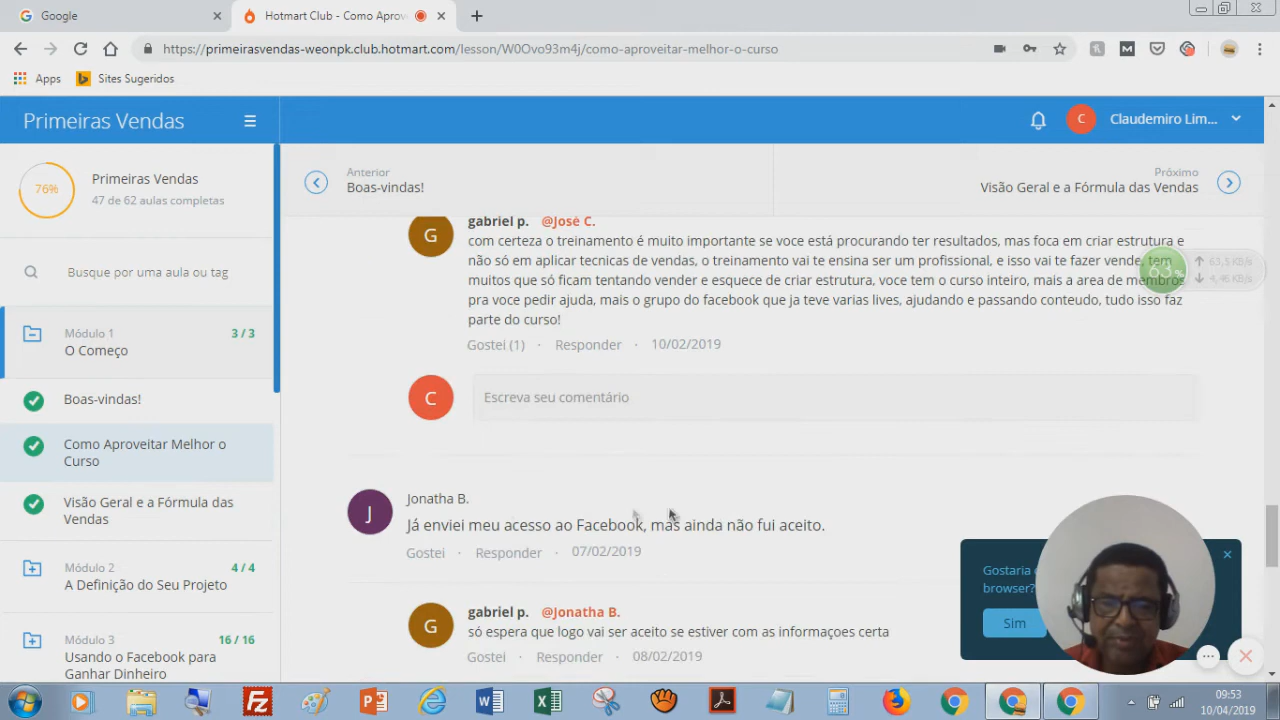 Google
Hotmart Club - Como Aprov
https://primeirasvendas-weonpk.club.hotmart.com/lesson/W0Ovo93m4j/como-aproveitar-melhor-o-curso
Apps
Sites Sugeridos
Primeiras Vendas
C
Claudemiro Lim...
76%
Primeiras Vendas
47 de 62 aulas completas
Anterior
Boas-vindas!
Próximo
Visão Geral e a Fórmula das Vendas
Busque por uma aula ou tag
Módulo 1
3 / 3
O Começo
Boas-vindas!
Como Aproveitar Melhor o
Curso
Visão Geral e a Fórmula das
Vendas
Módulo 2
4 / 4
A Definição do Seu Projeto
Módulo 3
16 / 16
Usando o Facebook para
Ganhar Dinheiro
G
gabriel p. @José C.
com certeza o treinamento é muito importante se voce está procurando ter resultados, mas foca em criar estrutura e
não só em aplicar tecnicas de vendas, o treinamento vai te ensina ser um profissional, e isso vai te fazer vende, tem
muitos que só ficam tentando vender e esquece de criar estrutura, voce tem o curso inteiro, mais a area de membros
pra voce pedir ajuda, mais o grupo do facebook que ja teve varias lives, ajudando e passando conteudo, tudo isso faz
parte do curso!
Gostei (1) · Responder · 10/02/2019
63%
63,5 KB/s
4,46 KB/s
C
Escreva seu comentário
J
Jonatha B.
Já enviei meu acesso ao Facebook, mas ainda não fui aceito.
Gostei · Responder · 07/02/2019
G
gabriel p. @Jonatha B.
só espera que logo vai ser aceito se estiver com as informaçoes certa
Gostei · Responder · 08/02/2019
Gostaria
browser?
Sim
09:53
10/04/2019